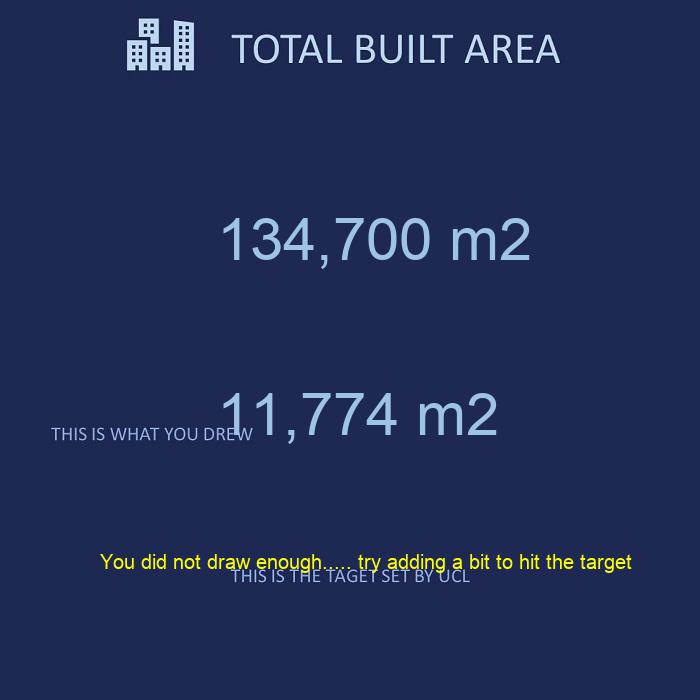 TOTAL BUILT AREA
134,700 m2
11,774 m2
THIS IS WHAT YOU DREW
You did not draw enough..... try adding a bit to hit the target
THIS IS THE TAGET SET BY UCL